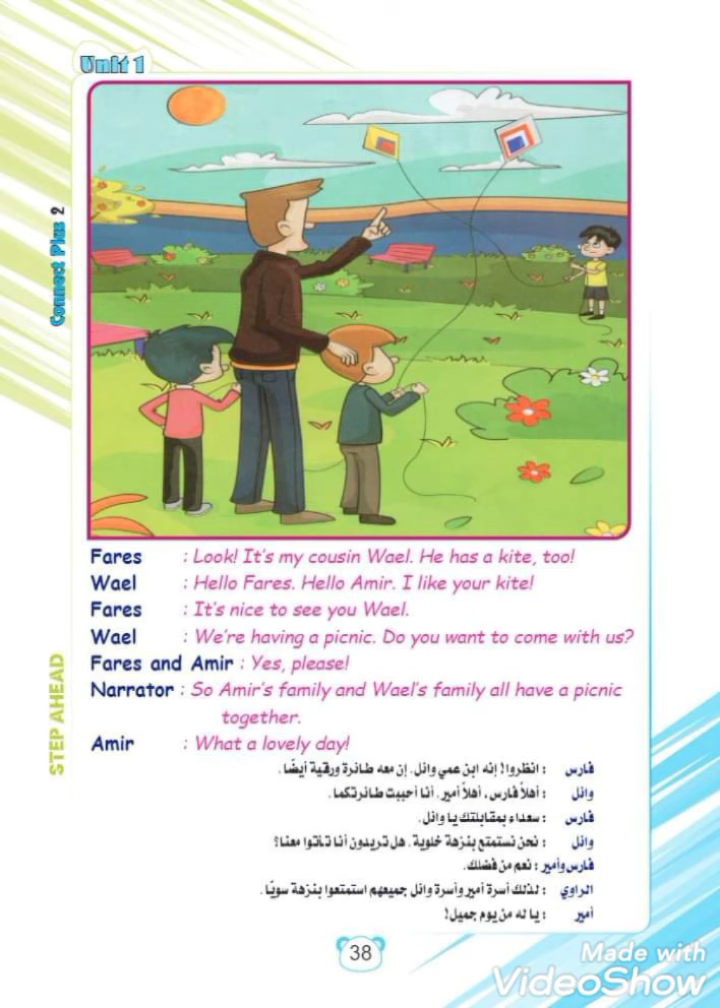 Unit 1
Connect Plus 2
STEP AHEAD
Fares : Look! It's my cousin Wael. He has a kite, too!
Wael : Hello Fares. Hello Amir. I like your kite!
Fares : It's nice to see you Wael.
Wael : We're having a picnic. Do you want to come with us?
Fares and Amir : Yes, please!
Narrator : So Amir's family and Wael's family all have a picnic
together.
Amir : What a lovely day!
فارس : انظروا! إنه ابن عمي وائل. إن معه طائرة ورقية أيضًا.
وائل : أهلاً فارس، أهلاً أمير. أنا أحببت طائرتكما.
فارس : سعداء بمقابلتك يا وائل.
وائل : نحن نستمتع بنزهة خلوية. هل تريدون أنا تأتوا معنا؟
فارس وأمير : نعم من فضلك.
الراوي : لذلك أسرة أمير وأسرة وائل جميعهم استمتعوا بنزهة سويًا.
أمير : يا له من يوم جميل!
38
Made with
VideoShow